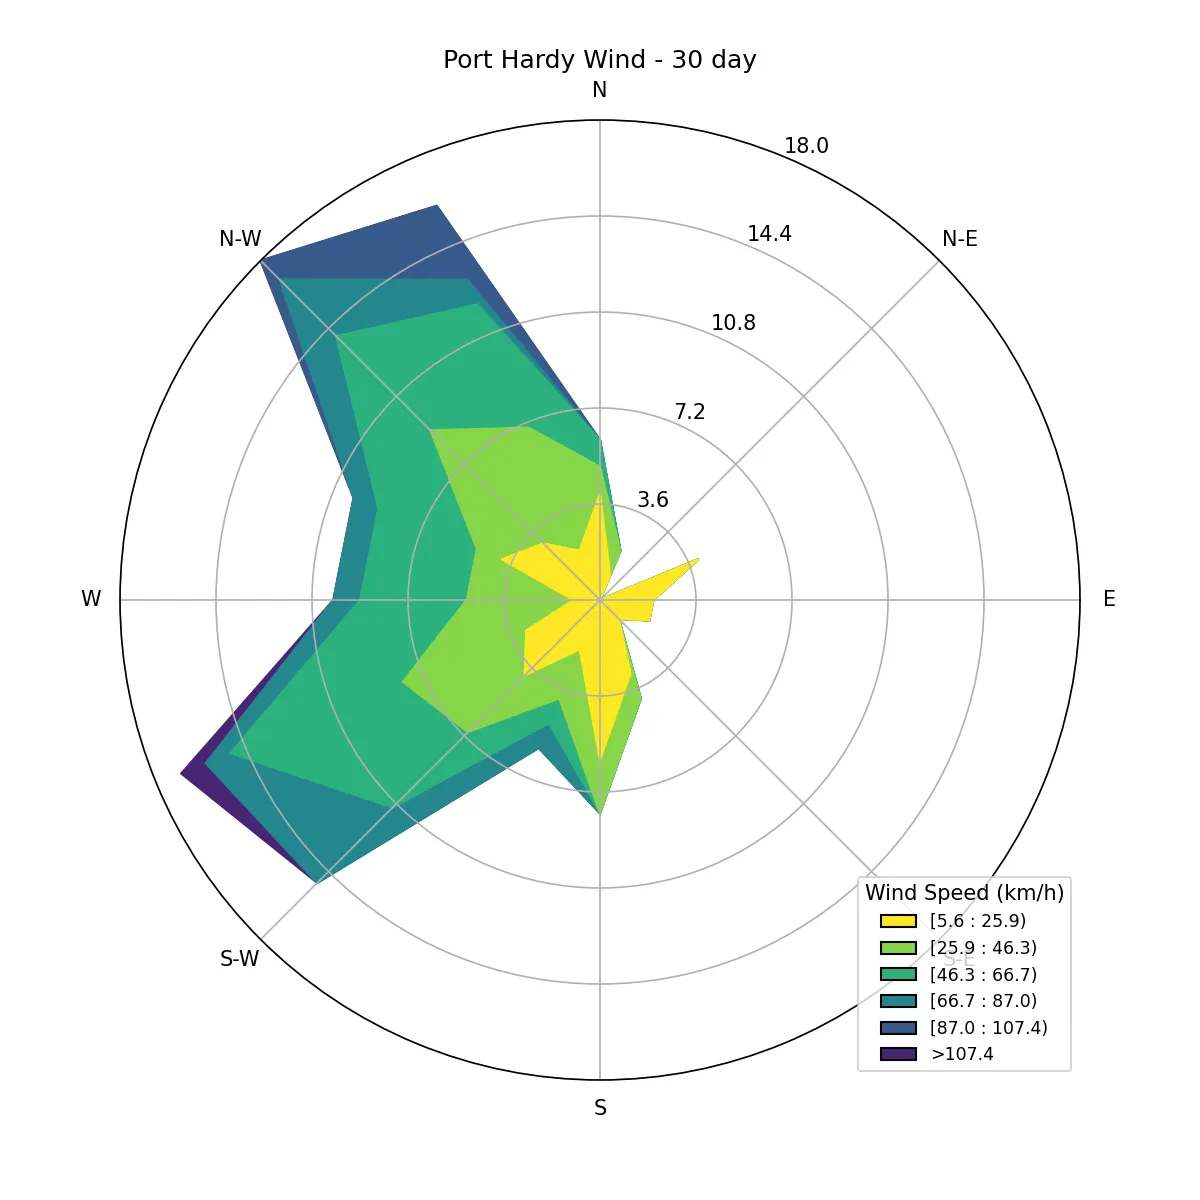 Port Hardy Wind - 30 day
N
18.0
14.4
N-W
N-E
10.8
7.2
3.6
W
E
S-W
S-E
Wind Speed (km/h)
[5.6 : 25.9)
[25.9 : 46.3)
[46.3 : 66.7)
[66.7 : 87.0)
[87.0 : 107.4)
>107.4
S